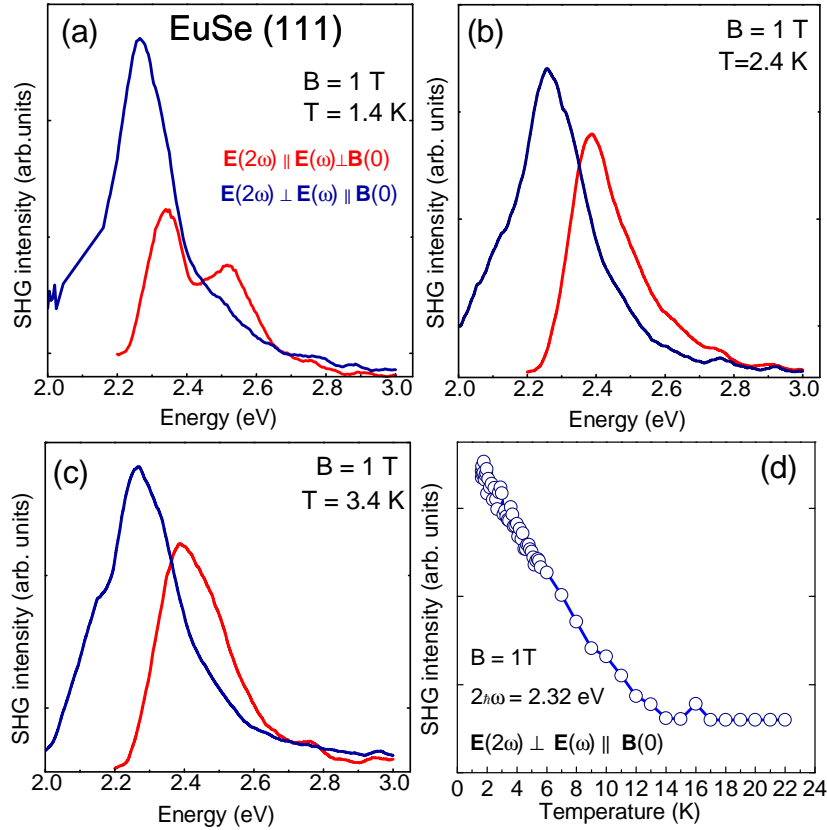 (a) EuSe (111)
B = 1 T
T = 1.4 K
E(2ω) ∥ E(ω)⊥B(0)
E(2ω) ⊥ E(ω) ∥ B(0)
SHG intensity (arb.units)
2.0 2.2 2.4 2.6 2.8 3.0
Energy (eV)
(b)
B = 1 T
T=2.4 K
SHG intensity (arb. units)
2.0 2.2 2.4 2.6 2.8 3.0
Energy (eV)
(c)
B = 1 T
T = 3.4 K
SHG intensity (arb. units)
2.0 2.2 2.4 2.6 2.8 3.0
Energy (eV)
(d)
B = 1T
2ℏω = 2.32 eV
E(2ω) ⊥ E(ω) ∥ B(0)
SHG intensity (arb. units)
0 2 4 6 8 10 12 14 16 18 20 22 24
Temperature (K)